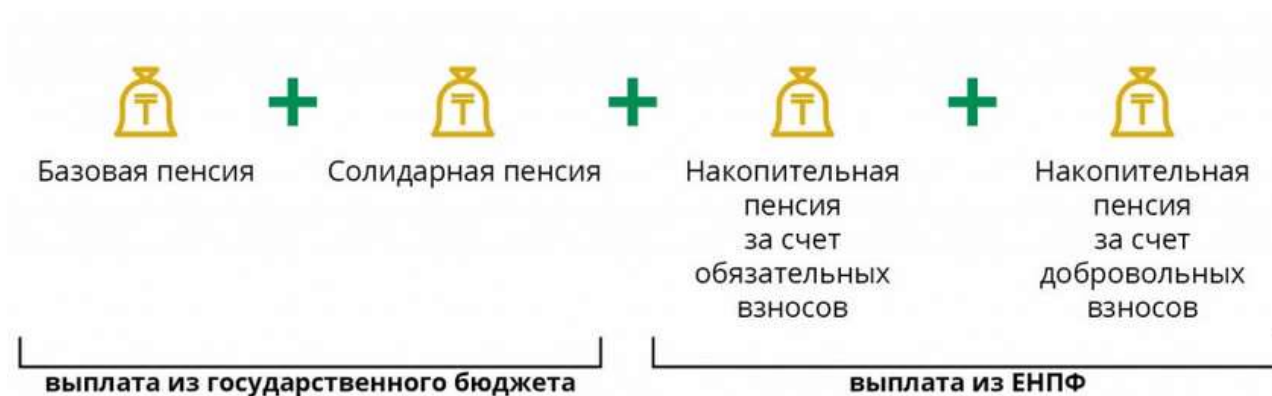 ₸ + ₸ + ₸ + ₸
Базовая пенсия
Солидарная пенсия
Накопительная
пенсия
за счет
обязательных
взносов
Накопительная
пенсия
за счет
добровольных
взносов
выплата из государственного бюджета
выплата из ЕНПФ